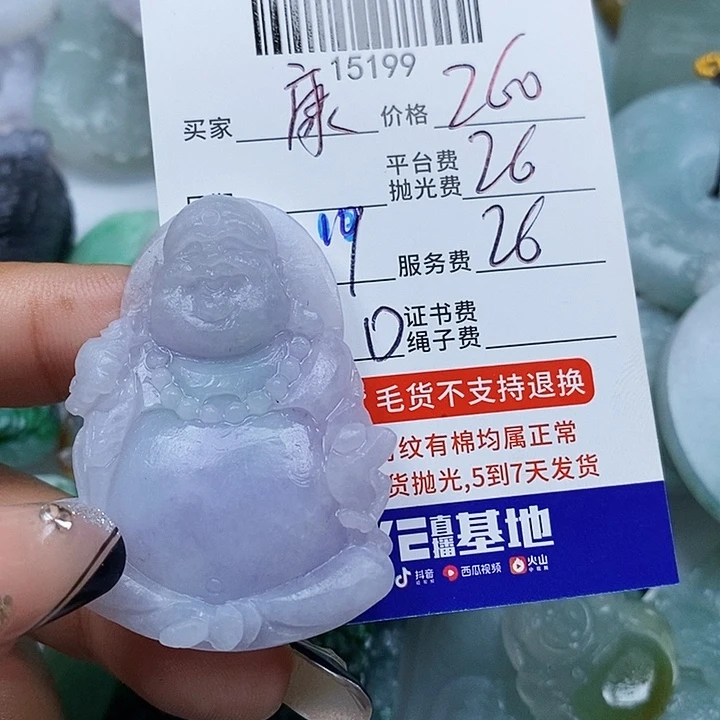 15199
买家 康 价格 260
平台费
抛光费 26
服务费 26
证书费
绳子费
毛货不支持退换
纹有棉均属正常
货抛光,5到7天发货
直播基地
抖音 西瓜视频 火山